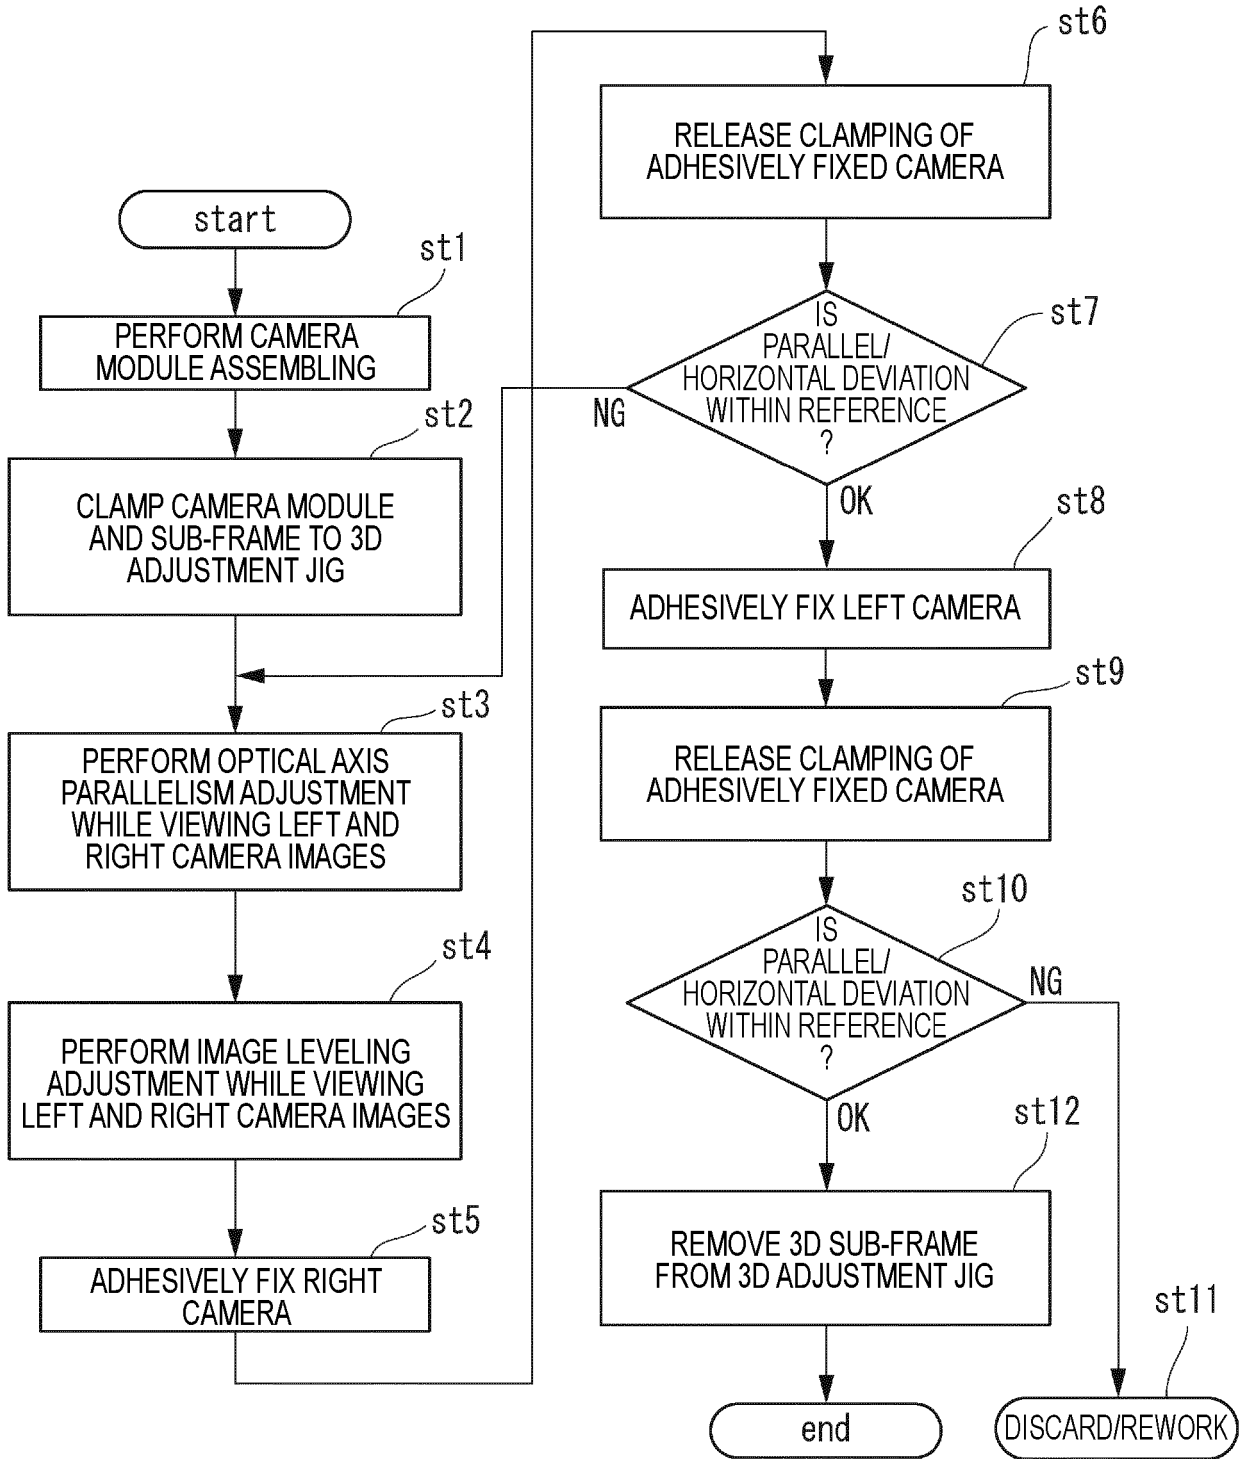 start
st1
PERFORM CAMERA
MODULE ASSEMBLING
st2
CLAMP CAMERA MODULE
AND SUB-FRAME TO 3D
ADJUSTMENT JIG
st3
PERFORM OPTICAL AXIS
PARALLELISM ADJUSTMENT
WHILE VIEWING LEFT AND
RIGHT CAMERA IMAGES
st4
PERFORM IMAGE LEVELING
ADJUSTMENT WHILE VIEWING
LEFT AND RIGHT CAMERA IMAGES
st5
ADHESIVELY FIX RIGHT
CAMERA
st6
RELEASE CLAMPING OF
ADHESIVELY FIXED CAMERA
st7
IS
PARALLEL/
HORIZONTAL DEVIATION
WITHIN REFERENCE
?
NG
OK
st8
ADHESIVELY FIX LEFT CAMERA
st9
RELEASE CLAMPING OF
ADHESIVELY FIXED CAMERA
st10
IS
PARALLEL/
HORIZONTAL DEVIATION
WITHIN REFERENCE
?
NG
OK
st12
REMOVE 3D SUB-FRAME
FROM 3D ADJUSTMENT JIG
end
st11
DISCARD/REWORK